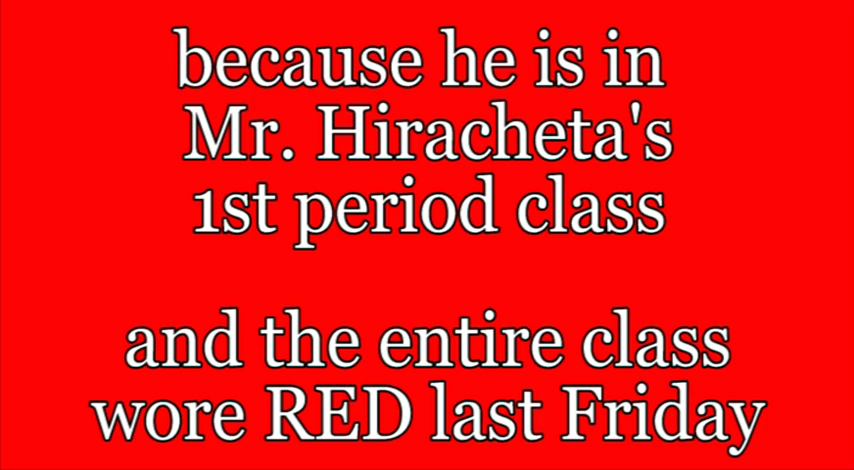 because he is in
Mr. Hiracheta's
1st period class
and the entire class
wore RED last Friday